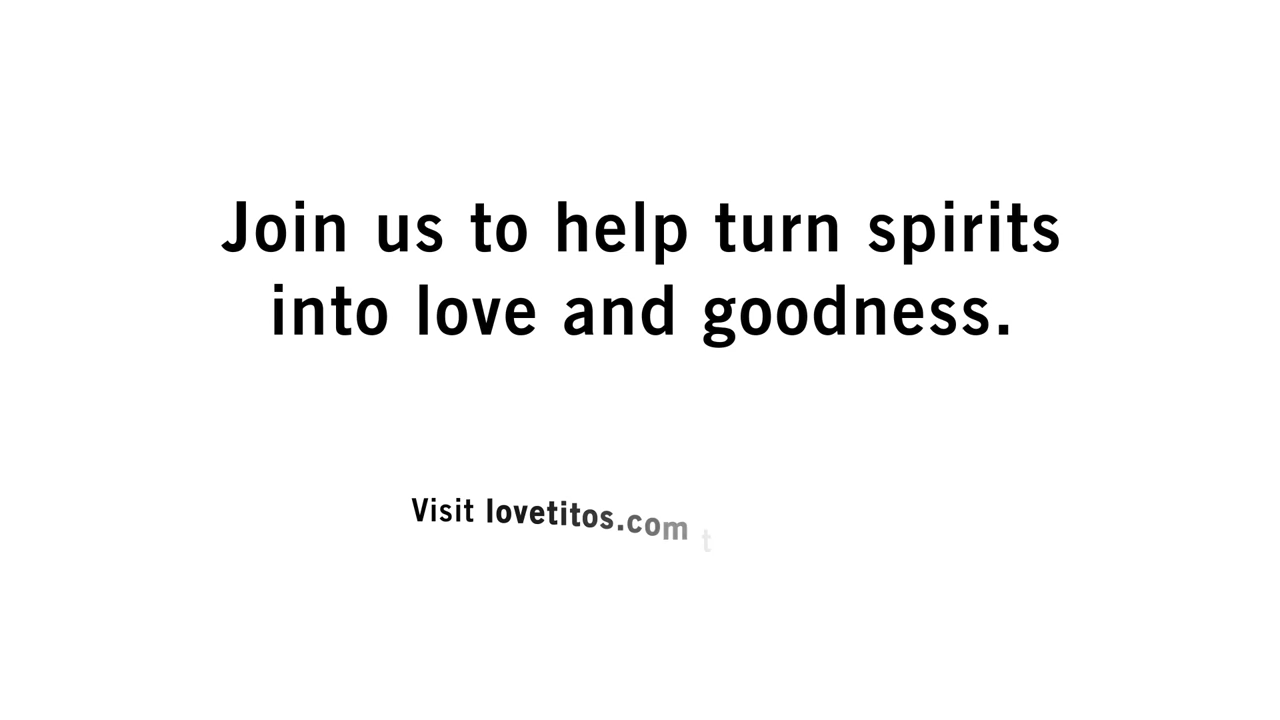 Join us to help turn spirits
into love and goodness.
Visit lovetitos.com t